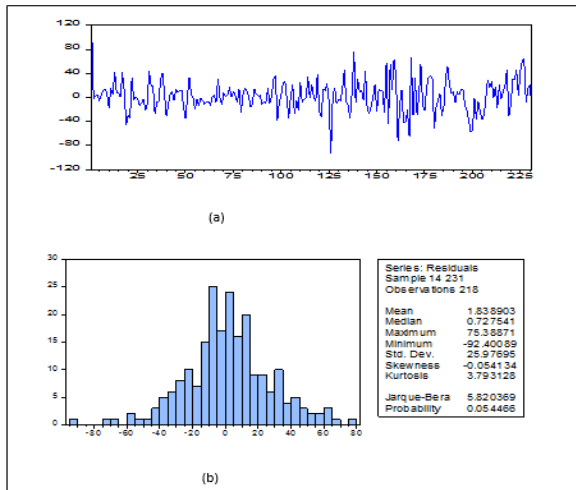 120
80
40
0
-40
-80
-120
25 50 75 100 125 150 175 200 225
(a)
30
25
20
15
10
5
0
-80 -60 -40 -20 0 20 40 60 80
Series: Residuals
Sample 14 231
Observations 218
Mean 1.838903
Median 0.727541
Maximum 75.38871
Minimum -92.40089
Std. Dev. 25.97695
Skewness -0.054134
Kurtosis 3.793128
Jarque-Bera 5.820369
Probability 0.054466
(b)